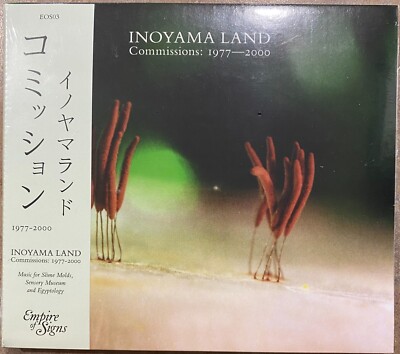 EOS03
INOYAMA LAND
Commissions: 1977—2000
イノヤマランド
コミッション
1977-2000
INOYAMA LAND
Commissions: 1977-2000
Music for Slime Molds,
Sensory Museum
and Egyptology
Empire
of Signs